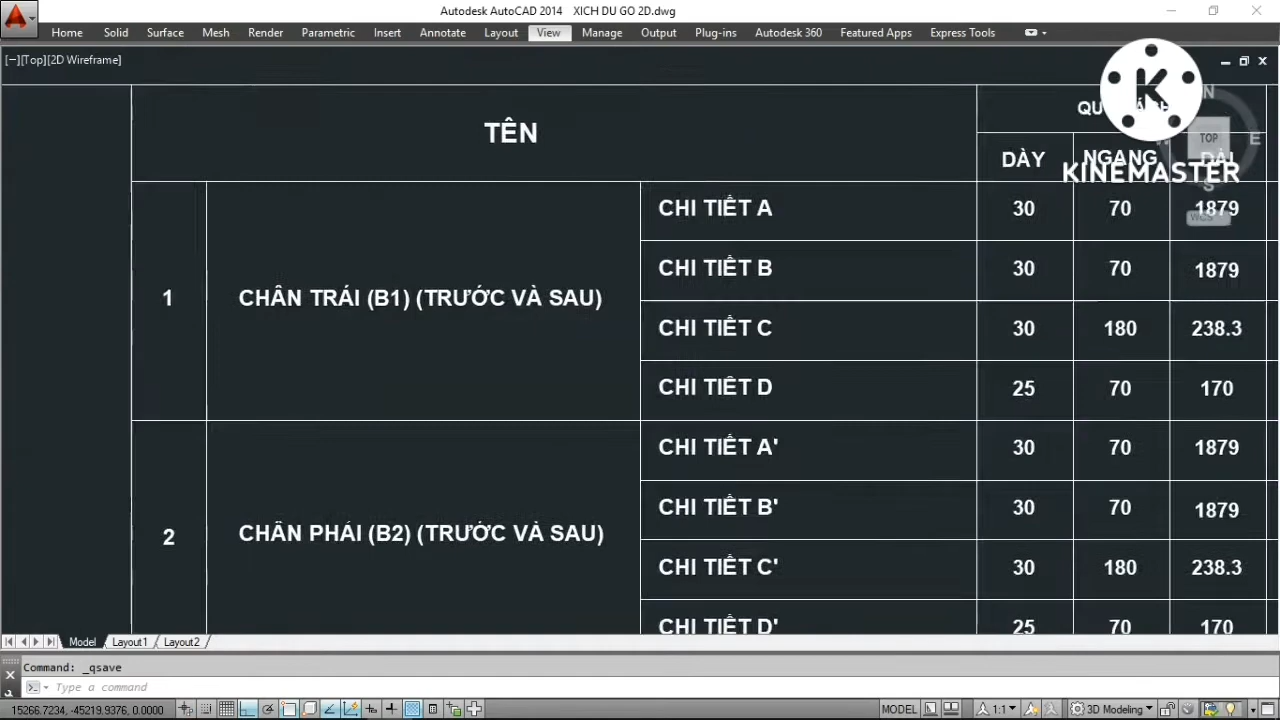 Autodesk AutoCAD 2014 XICH DU GO 2D.dwg
Home Solid Surface Mesh Render Parametric Insert Annotate Layout View Manage Output Plug-ins Autodesk 360 Featured Apps Express Tools
[−][Top][2D Wireframe]
N
TOP
E
S
WCS
KINEMASTER
TÊN
DÀY NGANG DÀI
1 CHÂN TRÁI (B1) (TRƯỚC VÀ SAU)
CHI TIẾT A 30 70 1879
CHI TIẾT B 30 70 1879
CHI TIẾT C 30 180 238.3
CHI TIẾT D 25 70 170
2 CHÂN PHẢI (B2) (TRƯỚC VÀ SAU)
CHI TIẾT A' 30 70 1879
CHI TIẾT B' 30 70 1879
CHI TIẾT C' 30 180 238.3
CHI TIẾT D' 25 70 170
Model Layout1 Layout2
Command: _qsave
Type a command
15266.7234, -45219.9376, 0.0000 MODEL 1:1 3D Modeling